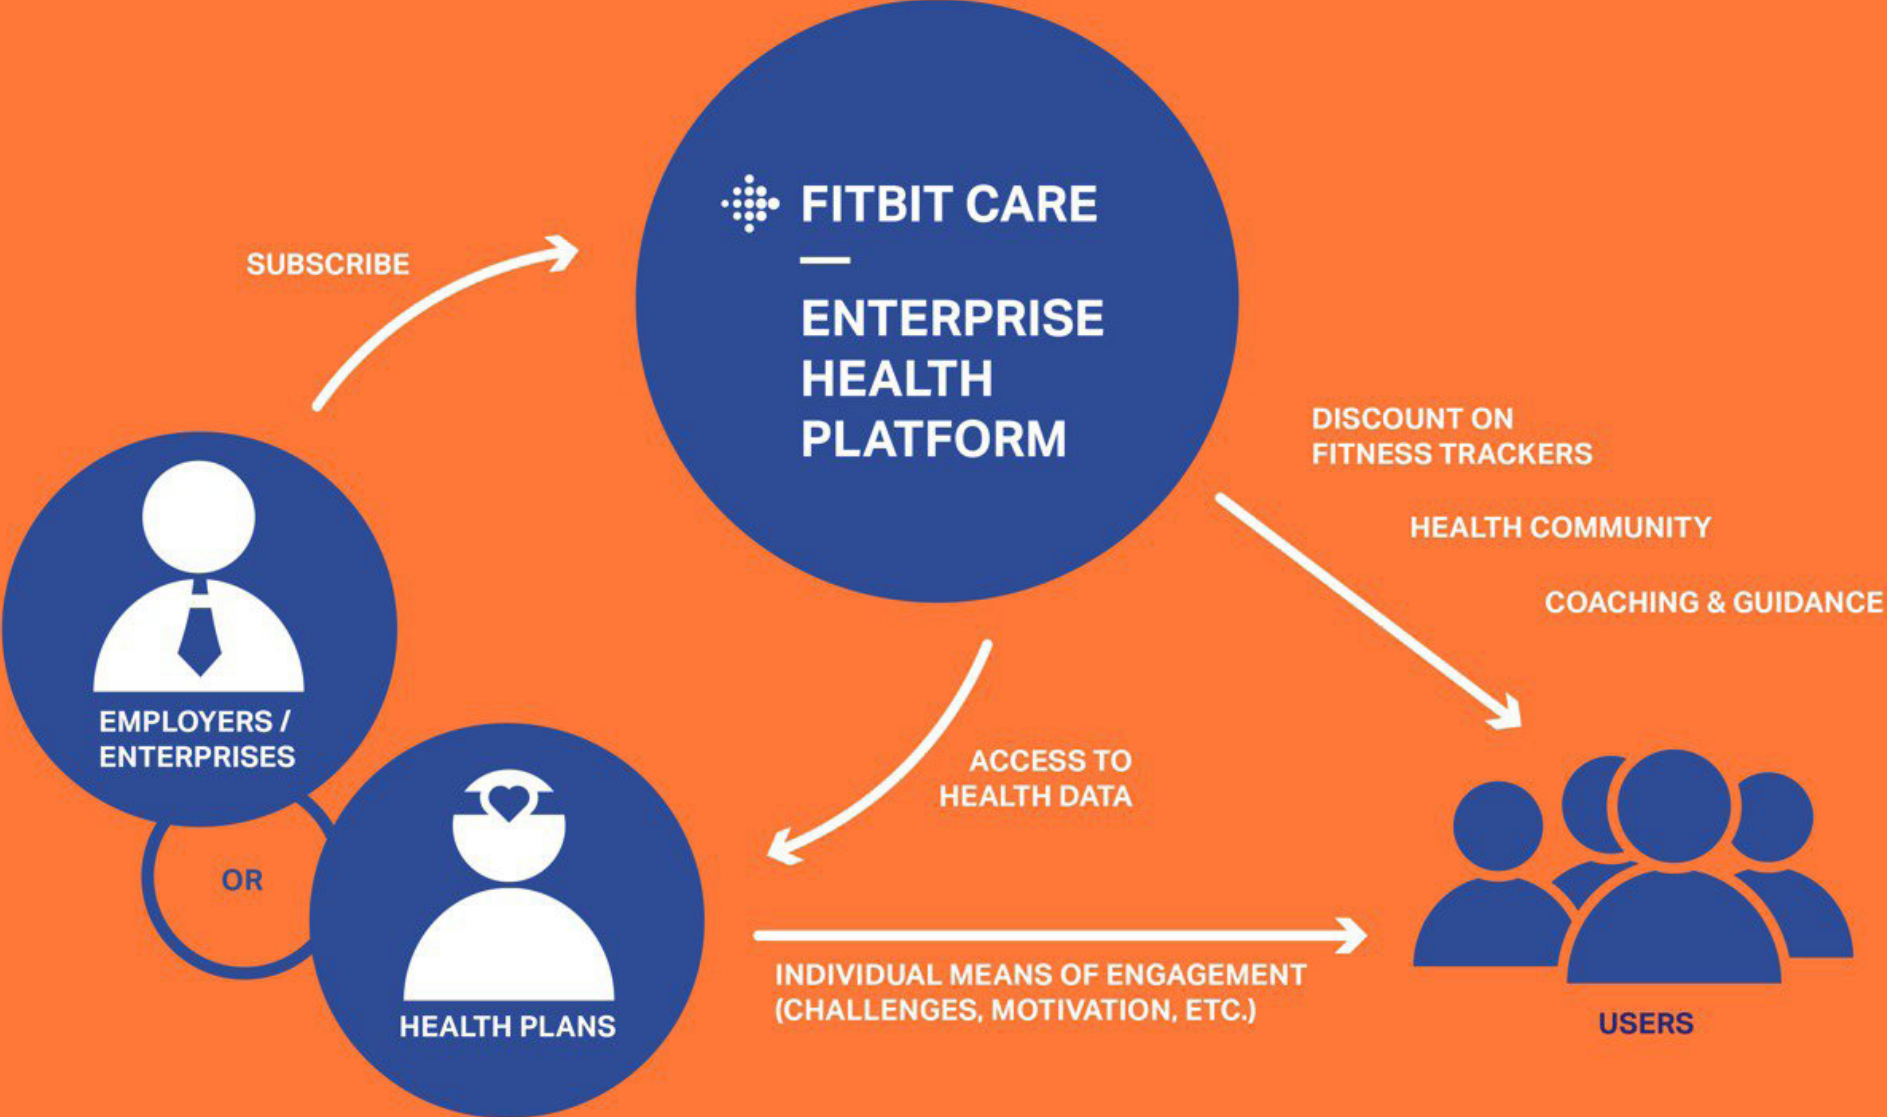 FITBIT CARE
ENTERPRISE
HEALTH
PLATFORM
SUBSCRIBE
DISCOUNT ON
FITNESS TRACKERS
HEALTH COMMUNITY
COACHING & GUIDANCE
EMPLOYERS /
ENTERPRISES
OR
HEALTH PLANS
ACCESS TO
HEALTH DATA
INDIVIDUAL MEANS OF ENGAGEMENT
(CHALLENGES, MOTIVATION, ETC.)
USERS